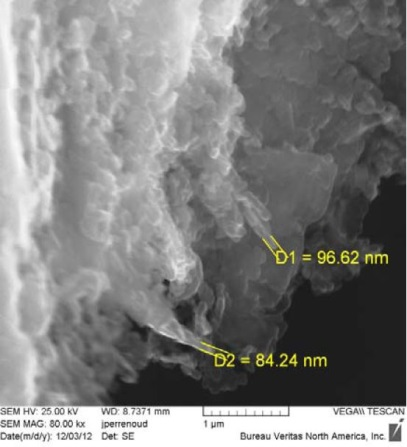 D1 = 96.62 nm
D2 = 84.24 nm
SEM HV: 25.00 kV WD: 8.7371 mm VEGA\\ TESCAN
SEM MAG: 80.00 kx jperrenoud 1 µm
Date(m/d/y): 12/03/12 Det: SE Bureau Veritas North America, Inc.